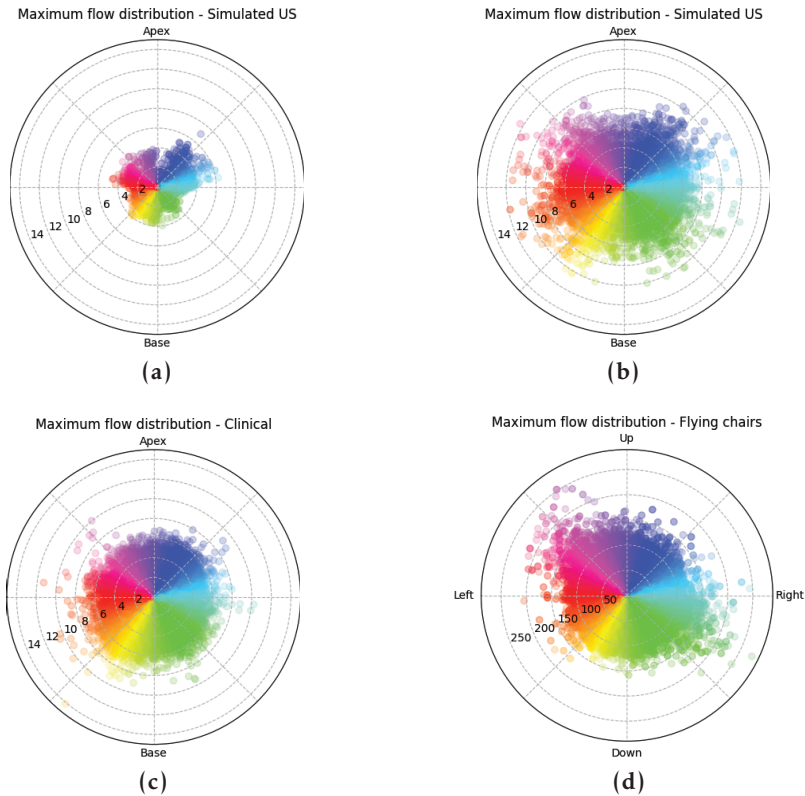 Maximum flow distribution - Simulated US
Apex
2
4
6
8
10
12
14
Base
(a)
Maximum flow distribution - Simulated US
Apex
2
4
6
8
10
12
14
Base
(b)
Maximum flow distribution - Clinical
Apex
2
4
6
8
10
12
14
Base
(c)
Maximum flow distribution - Flying chairs
Up
Left
Right
50
100
150
200
250
Down
(d)